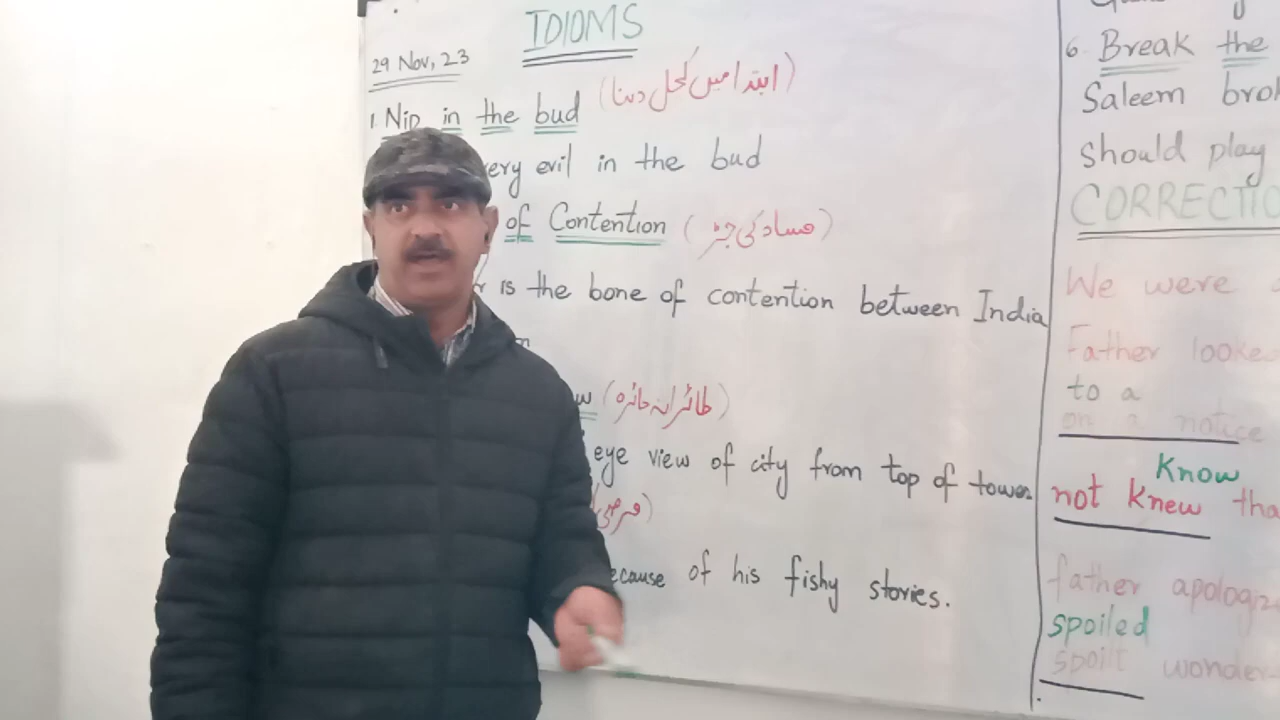 IDIOMS
29 Nov, 23
1. Nip in the bud (ابتدا میں کچل دینا)
very evil in the bud
of Contention (فساد کی جڑ)
r is the bone of contention between India
n
w (طائرانہ جائزہ)
eye view of city from top of tower
ecause of his fishy stories.
6. Break the
Saleem brok
should play
CORRECTIO
We were
Father looked
to a
on a notice
know
not knew tha
father apologiz
spoiled
spoilt wonder